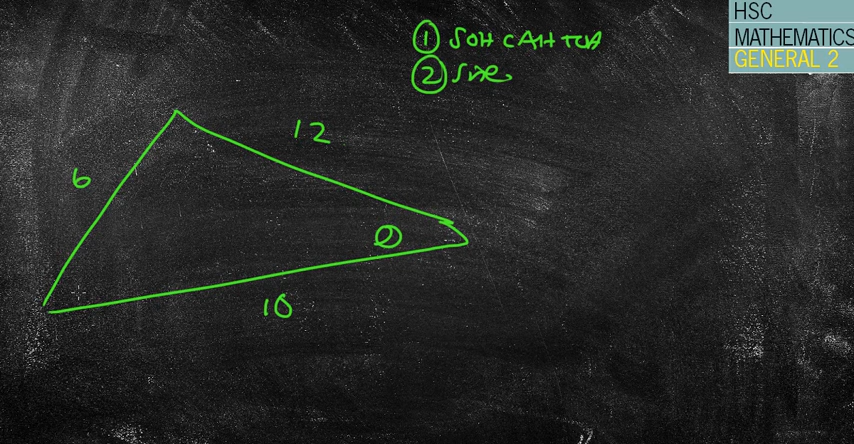 HSC
MATHEMATICS
GENERAL 2
① SOH CAH TOA
② Sine
12
6
θ
10